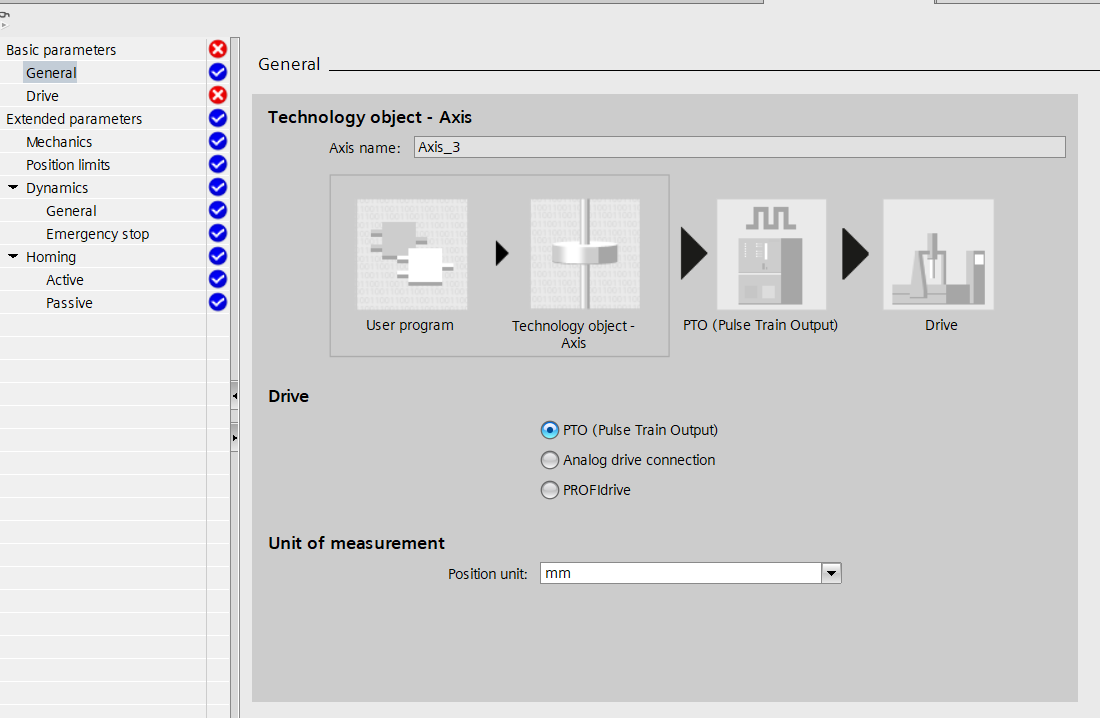 Basic parameters
General
Drive
Extended parameters
Mechanics
Position limits
Dynamics
General
Emergency stop
Homing
Active
Passive
General
Technology object - Axis
Axis name: Axis_3
User program
Technology object -
Axis
PTO (Pulse Train Output)
Drive
Drive
PTO (Pulse Train Output)
Analog drive connection
PROFIdrive
Unit of measurement
Position unit: mm